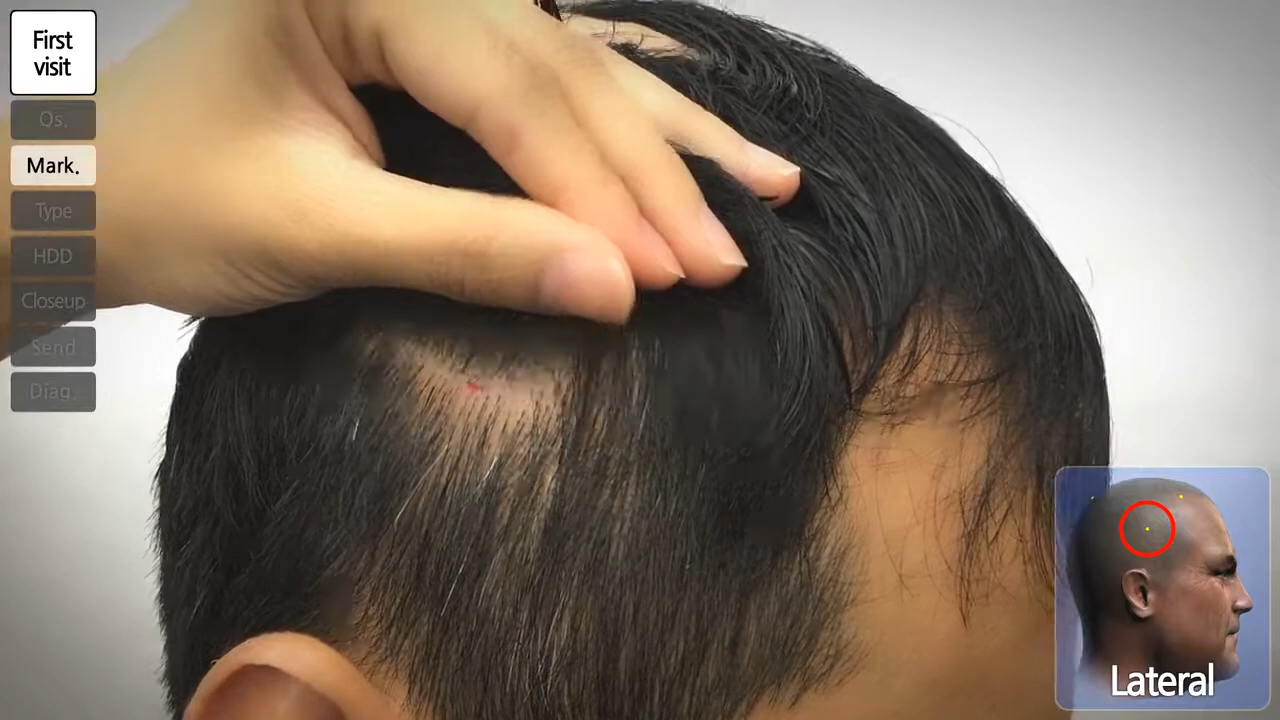 First
visit
Qs.
Mark.
Type
HDD
Closeup
Send
Diag.
Lateral